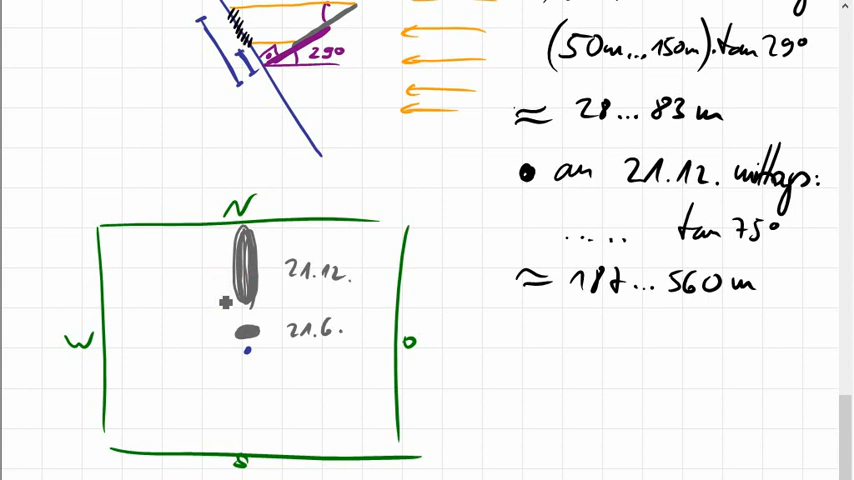 (50m...150m)·tan 29°
29°
≈ 28...83 m
• am 21.12. mittags:
..... tan 75°
≈ 187...560 m
N
21.12.
21.6.
W
O
S